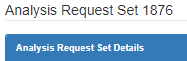 Analysis Request Set 1876
Analysis Request Set Details